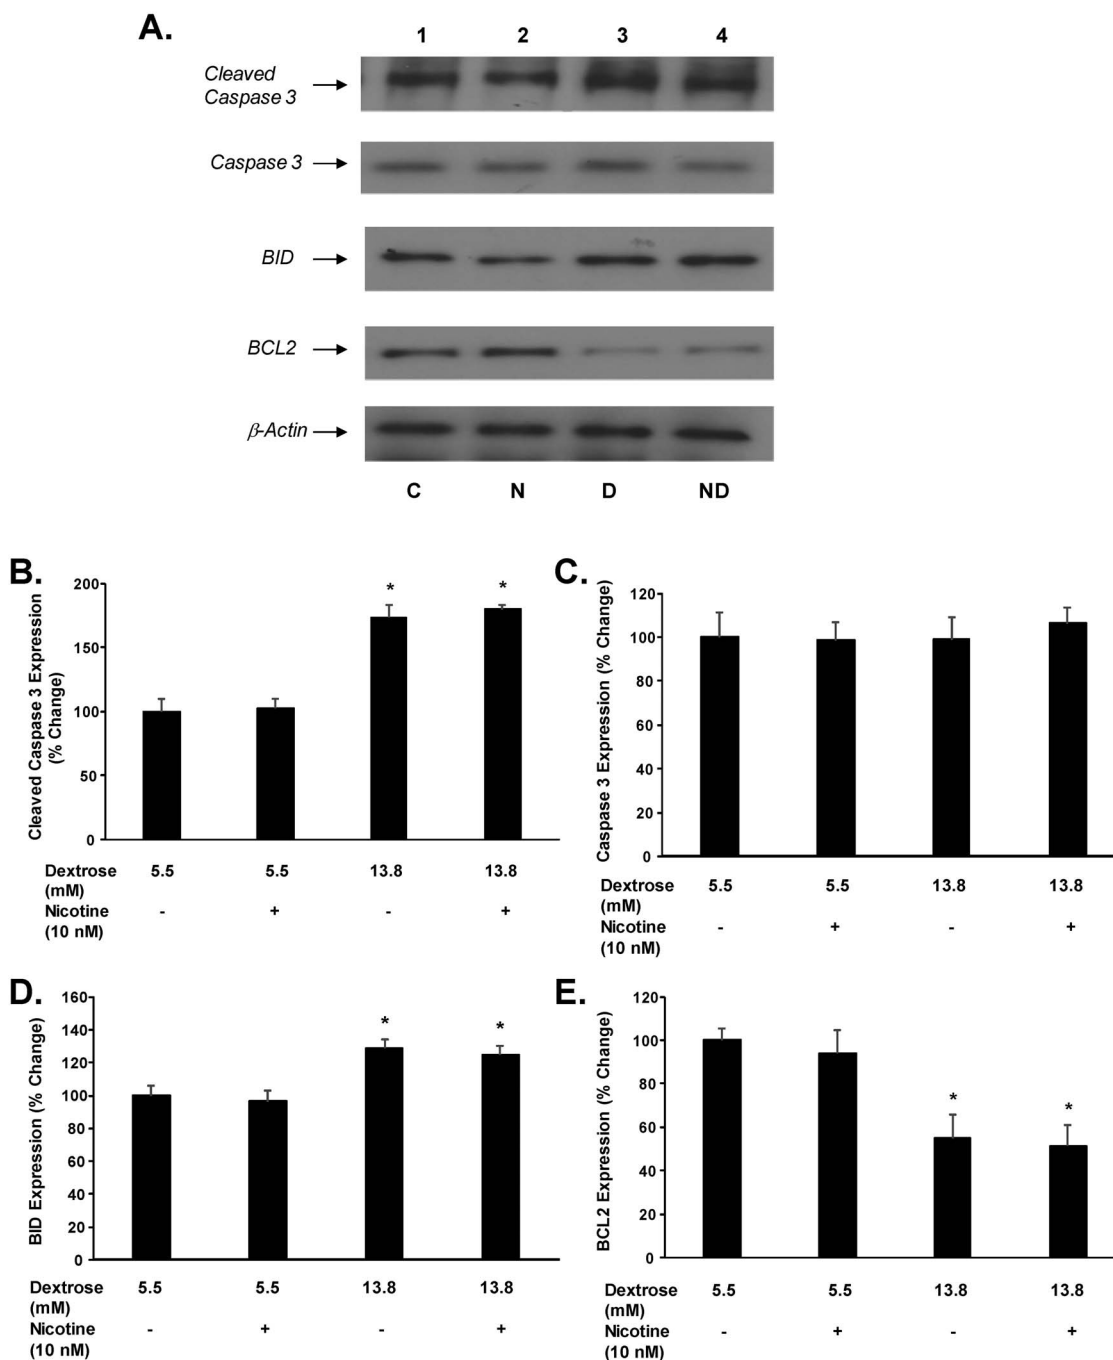 A.
1 2 3 4
Cleaved
Caspase 3
Caspase 3
BID
BCL2
β-Actin
C N D ND
B.
Cleaved Caspase 3 Expression
(% Change)
200
150
100
50
0
* *
Dextrose 5.5 5.5 13.8 13.8
(mM)
Nicotine - + - +
(10 nM)
C.
Caspase 3 Expression (% Change)
120
100
80
60
40
20
0
Dextrose 5.5 5.5 13.8 13.8
(mM)
Nicotine - + - +
(10 nM)
D.
BID Expression (% Change)
160
140
120
100
80
60
40
20
0
* *
Dextrose 5.5 5.5 13.8 13.8
(mM)
Nicotine - + - +
(10 nM)
E.
BCL2 Expression (% Change)
120
100
80
60
40
20
0
* *
Dextrose 5.5 5.5 13.8 13.8
(mM)
Nicotine - + - +
(10 nM)